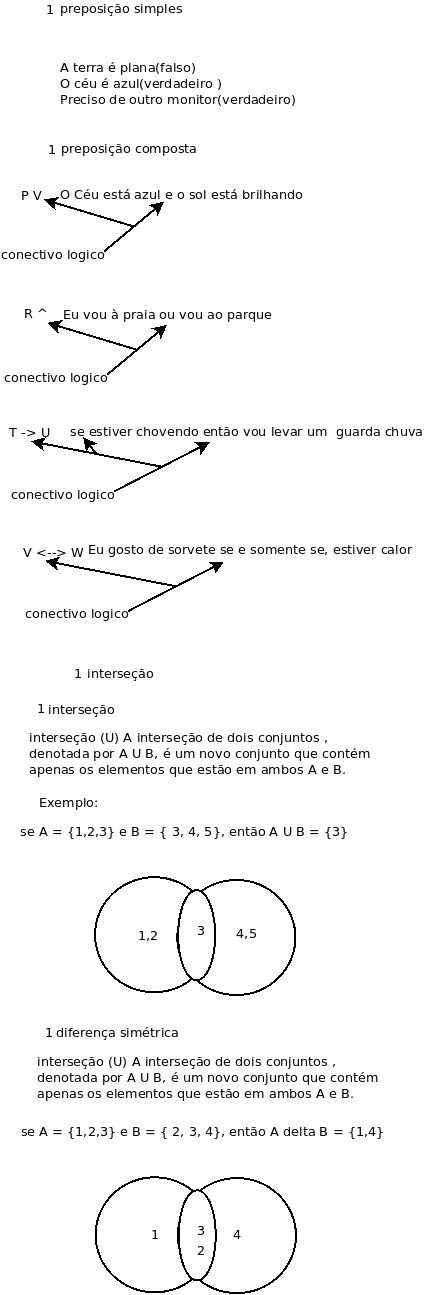 1 preposição simples
A terra é plana(falso)
O céu é azul(verdadeiro )
Preciso de outro monitor(verdadeiro)
1 preposição composta
P V O Céu está azul e o sol está brilhando
conectivo logico
R ^ Eu vou à praia ou vou ao parque
conectivo logico
T -> U se estiver chovendo então vou levar um guarda chuva
conectivo logico
V <--> W Eu gosto de sorvete se e somente se, estiver calor
conectivo logico
1 interseção
1 interseção
interseção (U) A interseção de dois conjuntos ,
denotada por A U B, é um novo conjunto que contém
apenas os elementos que estão em ambos A e B.
Exemplo:
se A = {1,2,3} e B = { 3, 4, 5}, então A U B = {3}
1,2 3 4,5
1 diferença simétrica
interseção (U) A interseção de dois conjuntos ,
denotada por A U B, é um novo conjunto que contém
apenas os elementos que estão em ambos A e B.
se A = {1,2,3} e B = { 2, 3, 4}, então A delta B = {1,4}
1 3 4
2